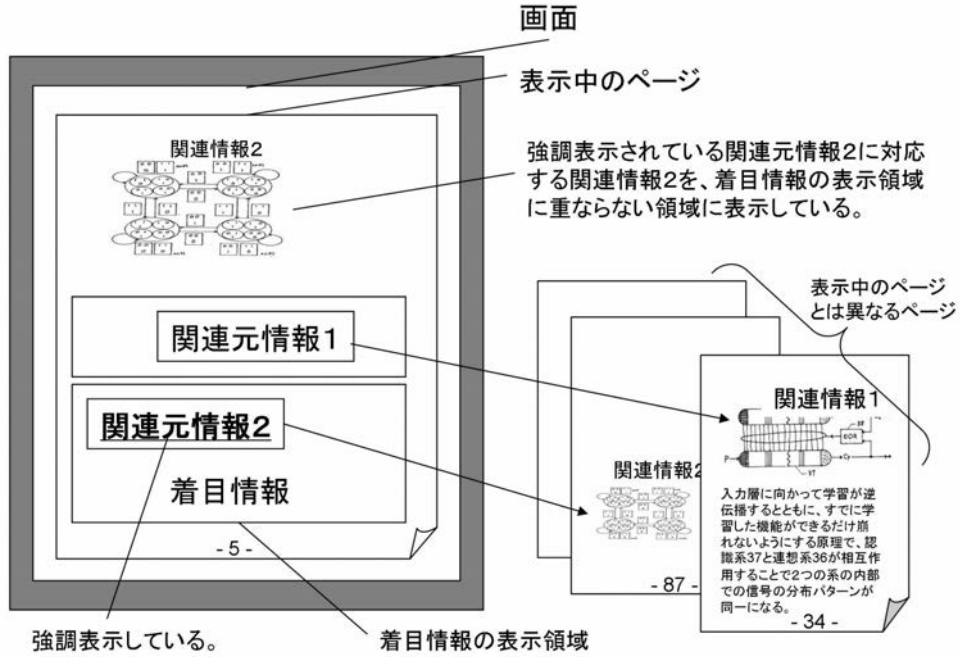 画面
表示中のページ
関連情報2
強調表示されている関連元情報2に対応
する関連情報2を、着目情報の表示領域
に重ならない領域に表示している。
関連元情報1
関連元情報2
着目情報
- 5 -
強調表示している。
着目情報の表示領域
表示中のページ
とは異なるページ
関連情報2
- 87 -
関連情報1
EOR
P
VT
入力層に向かって学習が逆
伝播するとともに、すでに学
習した機能ができるだけ崩
れないようにする原理で、認
識系37と連想系36が相互作
用することで2つの系の内部
での信号の分布パターンが
同一になる。
- 34 -